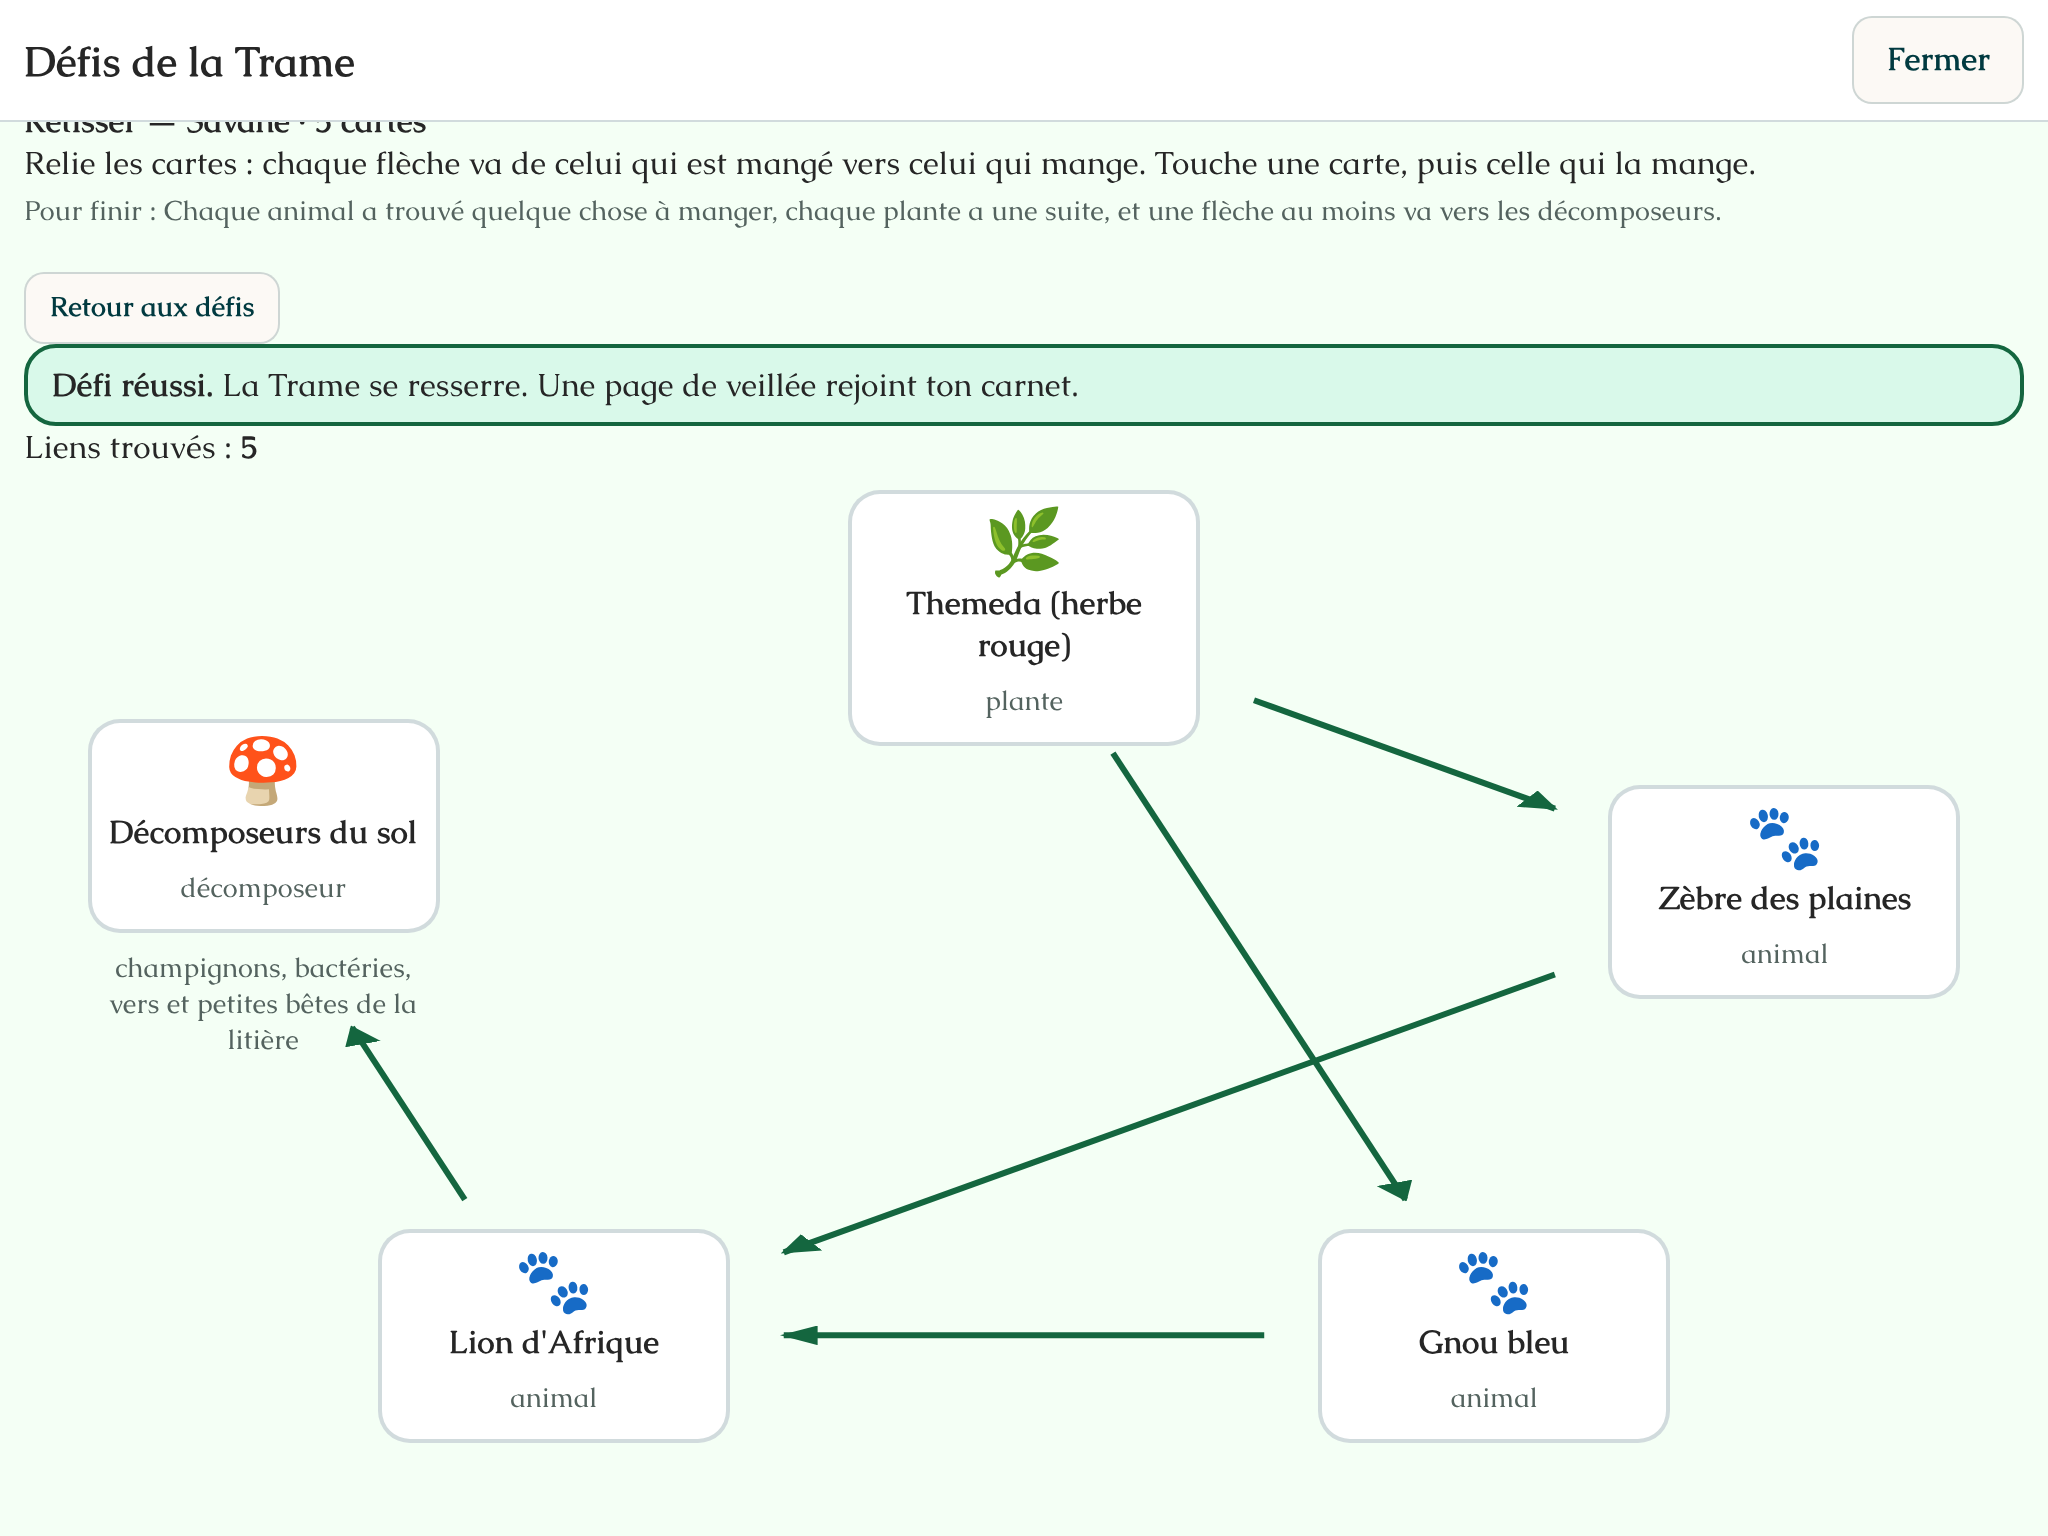 Défis de la Trame
Fermer
Retisser — Savane · 5 cartes
Relie les cartes : chaque flèche va de celui qui est mangé vers celui qui mange. Touche une carte, puis celle qui la mange.
Pour finir : Chaque animal a trouvé quelque chose à manger, chaque plante a une suite, et une flèche au moins va vers les décomposeurs.
Retour aux défis
Défi réussi. La Trame se resserre. Une page de veillée rejoint ton carnet.
Liens trouvés : 5
Themeda (herbe
rouge)
plante
Décomposeurs du sol
décomposeur
champignons, bactéries,
vers et petites bêtes de la
litière
Zèbre des plaines
animal
Lion d'Afrique
animal
Gnou bleu
animal